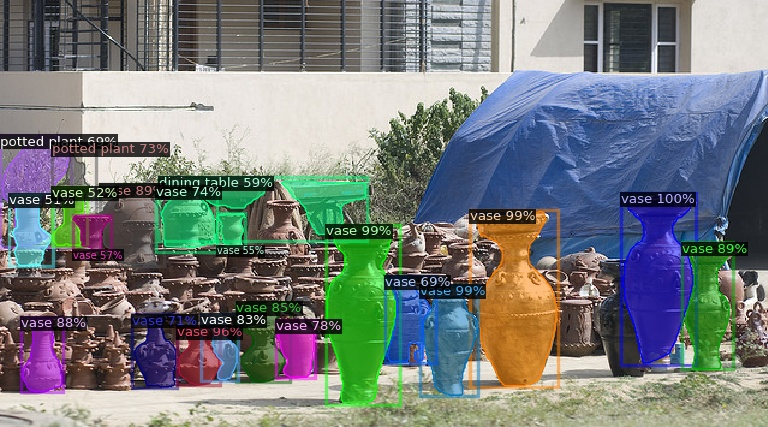 potted plant 69%
potted plant 73%
dining table 59%
vase 52%
89%
vase 74%
vase 51%
vase 100%
vase 99%
vase 99%
vase 89%
vase 55%
vase 57%
vase 69%
vase 99%
vase 85%
vase 88%
vase 71%
vase 83%
vase 78%
vase 96%